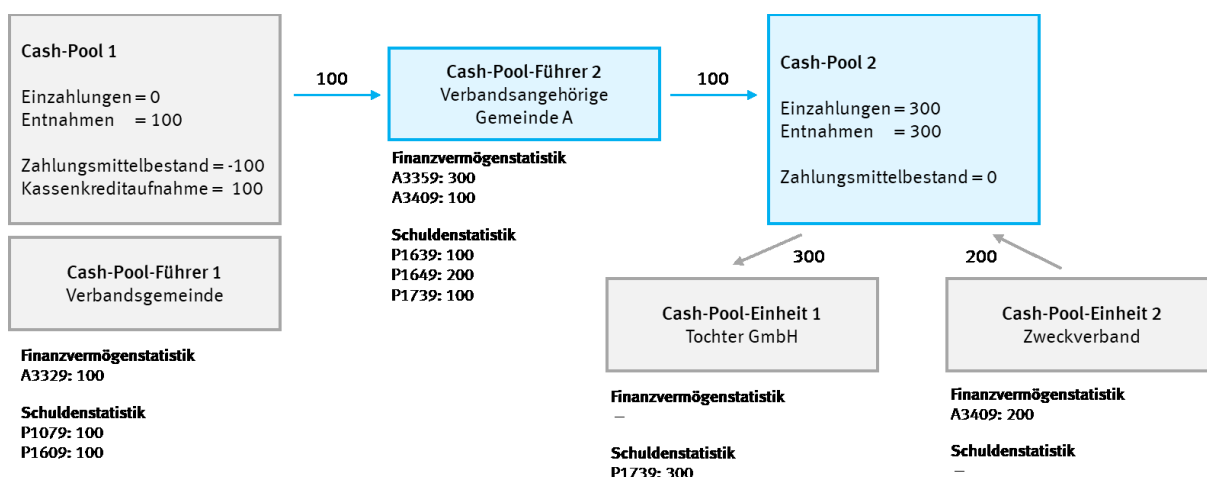 Cash-Pool 1
Einzahlungen = 0
Entnahmen = 100
Zahlungsmittelbestand = -100
Kassenkreditaufnahme = 100
Cash-Pool-Führer 1
Verbandsgemeinde
Finanzvermögenstatistik
A3329: 100
Schuldenstatistik
P1079: 100
P1609: 100
100
Cash-Pool-Führer 2
Verbandsangehörige
Gemeinde A
Finanzvermögenstatistik
A3359: 300
A3409: 100
Schuldenstatistik
P1639: 100
P1649: 200
P1739: 100
100
Cash-Pool 2
Einzahlungen = 300
Entnahmen = 300
Zahlungsmittelbestand = 0
300
200
Cash-Pool-Einheit 1
Tochter GmbH
Finanzvermögenstatistik
–
Schuldenstatistik
P1739: 300
Cash-Pool-Einheit 2
Zweckverband
Finanzvermögenstatistik
A3409: 200
Schuldenstatistik
–